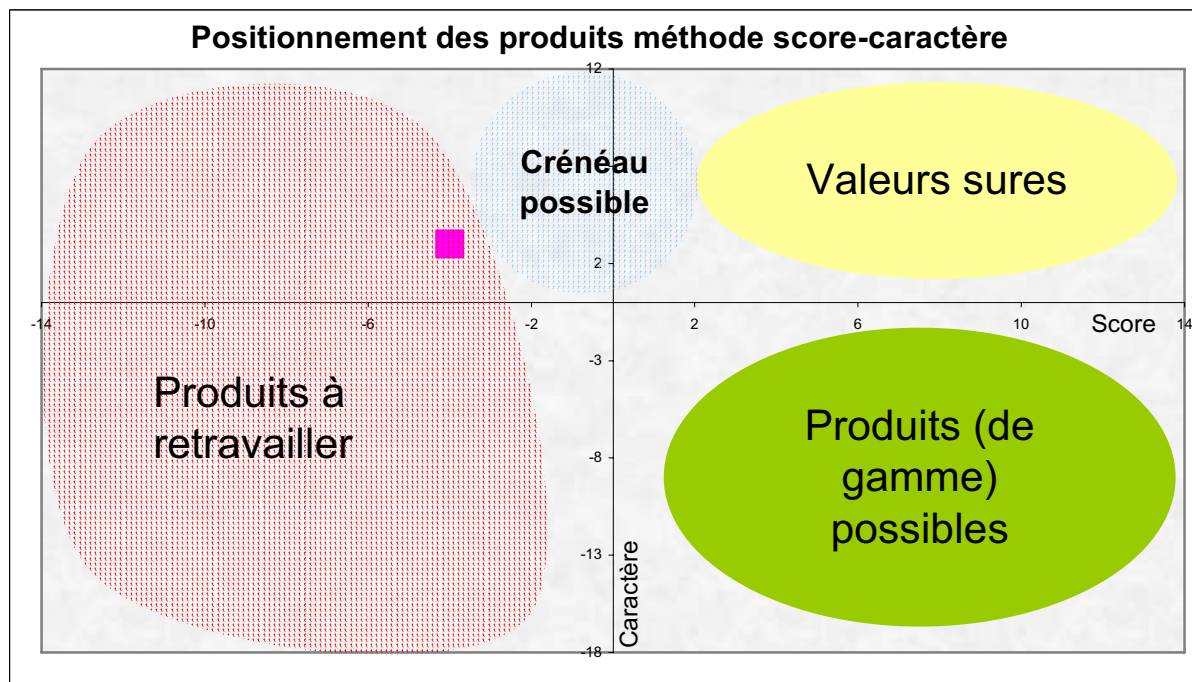 Positionnement des produits méthode score-caractère
12
Crénéau
possible
Valeurs sures
2
-14
-10
-6
-2
2
6
10
14
Score
-3
Produits à
retravailler
Produits (de
gamme)
possibles
-8
-13
Caractère
-18